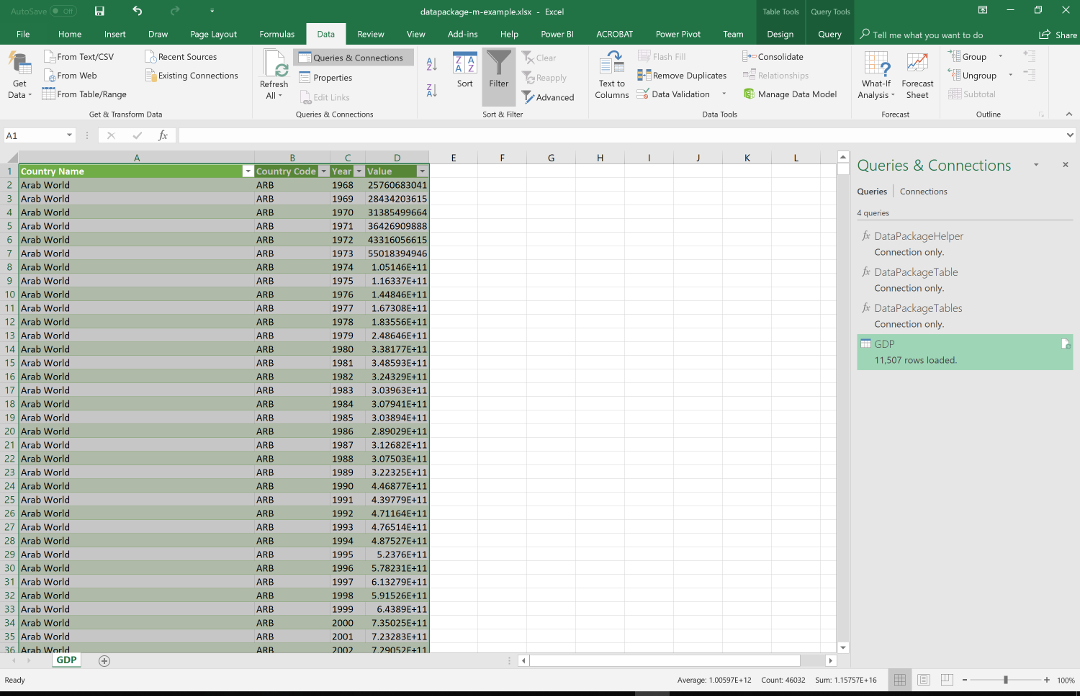 AutoSave Off datapackage-m-example.xlsx - Excel Table Tools Query Tools
File Home Insert Draw Page Layout Formulas Data Review View Add-ins Help Power BI ACROBAT Power Pivot Team Design Query Tell me what you want to do Share
Get Data
From Text/CSV
From Web
From Table/Range
Recent Sources
Existing Connections
Get & Transform Data
Refresh All
Queries & Connections
Properties
Edit Links
Queries & Connections
Sort
Filter
Clear
Reapply
Advanced
Sort & Filter
Text to Columns
Flash Fill
Remove Duplicates
Data Validation
Consolidate
Relationships
Manage Data Model
Data Tools
What-If Analysis
Forecast Sheet
Forecast
Group
Ungroup
Subtotal
Outline
A1 fx
A B C D E F G H I J K L
1 Country Name Country Code Year Value
2 Arab World ARB 1968 25760683041
3 Arab World ARB 1969 28434203615
4 Arab World ARB 1970 31385499664
5 Arab World ARB 1971 36426909888
6 Arab World ARB 1972 43316056615
7 Arab World ARB 1973 55018394946
8 Arab World ARB 1974 1.05146E+11
9 Arab World ARB 1975 1.16337E+11
10 Arab World ARB 1976 1.44846E+11
11 Arab World ARB 1977 1.67308E+11
12 Arab World ARB 1978 1.83556E+11
13 Arab World ARB 1979 2.48646E+11
14 Arab World ARB 1980 3.38177E+11
15 Arab World ARB 1981 3.48593E+11
16 Arab World ARB 1982 3.24329E+11
17 Arab World ARB 1983 3.03963E+11
18 Arab World ARB 1984 3.07941E+11
19 Arab World ARB 1985 3.03894E+11
20 Arab World ARB 1986 2.89029E+11
21 Arab World ARB 1987 3.12682E+11
22 Arab World ARB 1988 3.07503E+11
23 Arab World ARB 1989 3.22325E+11
24 Arab World ARB 1990 4.46877E+11
25 Arab World ARB 1991 4.39779E+11
26 Arab World ARB 1992 4.71164E+11
27 Arab World ARB 1993 4.76514E+11
28 Arab World ARB 1994 4.87527E+11
29 Arab World ARB 1995 5.2376E+11
30 Arab World ARB 1996 5.78231E+11
31 Arab World ARB 1997 6.13279E+11
32 Arab World ARB 1998 5.91526E+11
33 Arab World ARB 1999 6.4389E+11
34 Arab World ARB 2000 7.35025E+11
35 Arab World ARB 2001 7.23283E+11
36 Arab World ARB 2002 7.29052E+11
Queries & Connections
Queries Connections
4 queries
fx DataPackageHelper
Connection only.
fx DataPackageTable
Connection only.
fx DataPackageTables
Connection only.
GDP
11,507 rows loaded.
GDP
Ready Average: 1.00597E+12 Count: 46032 Sum: 1.15757E+16 100%